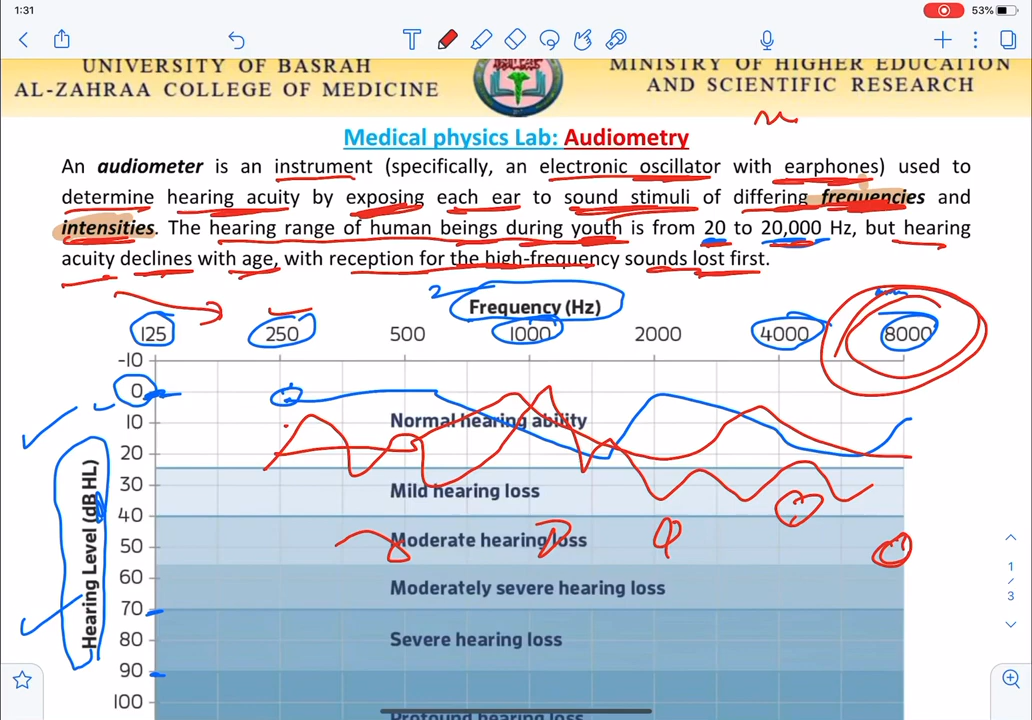 1:31
53%
UNIVERSITY OF BASRAH
AL-ZAHRAA COLLEGE OF MEDICINE
MINISTRY OF HIGHER EDUCATION
AND SCIENTIFIC RESEARCH
Medical physics Lab: Audiometry
An audiometer is an instrument (specifically, an electronic oscillator with earphones) used to
determine hearing acuity by exposing each ear to sound stimuli of differing frequencies and
intensities. The hearing range of human beings during youth is from 20 to 20,000 Hz, but hearing
acuity declines with age, with reception for the high-frequency sounds lost first.
Frequency (Hz)
125 250 500 1000 2000 4000 8000
-10
0
10
Normal hearing ability
20
30
Mild hearing loss
40
50
Moderate hearing loss
60
Moderately severe hearing loss
70
80
Severe hearing loss
90
100
Profound hearing loss
Hearing Level (dB HL)
1
/
3